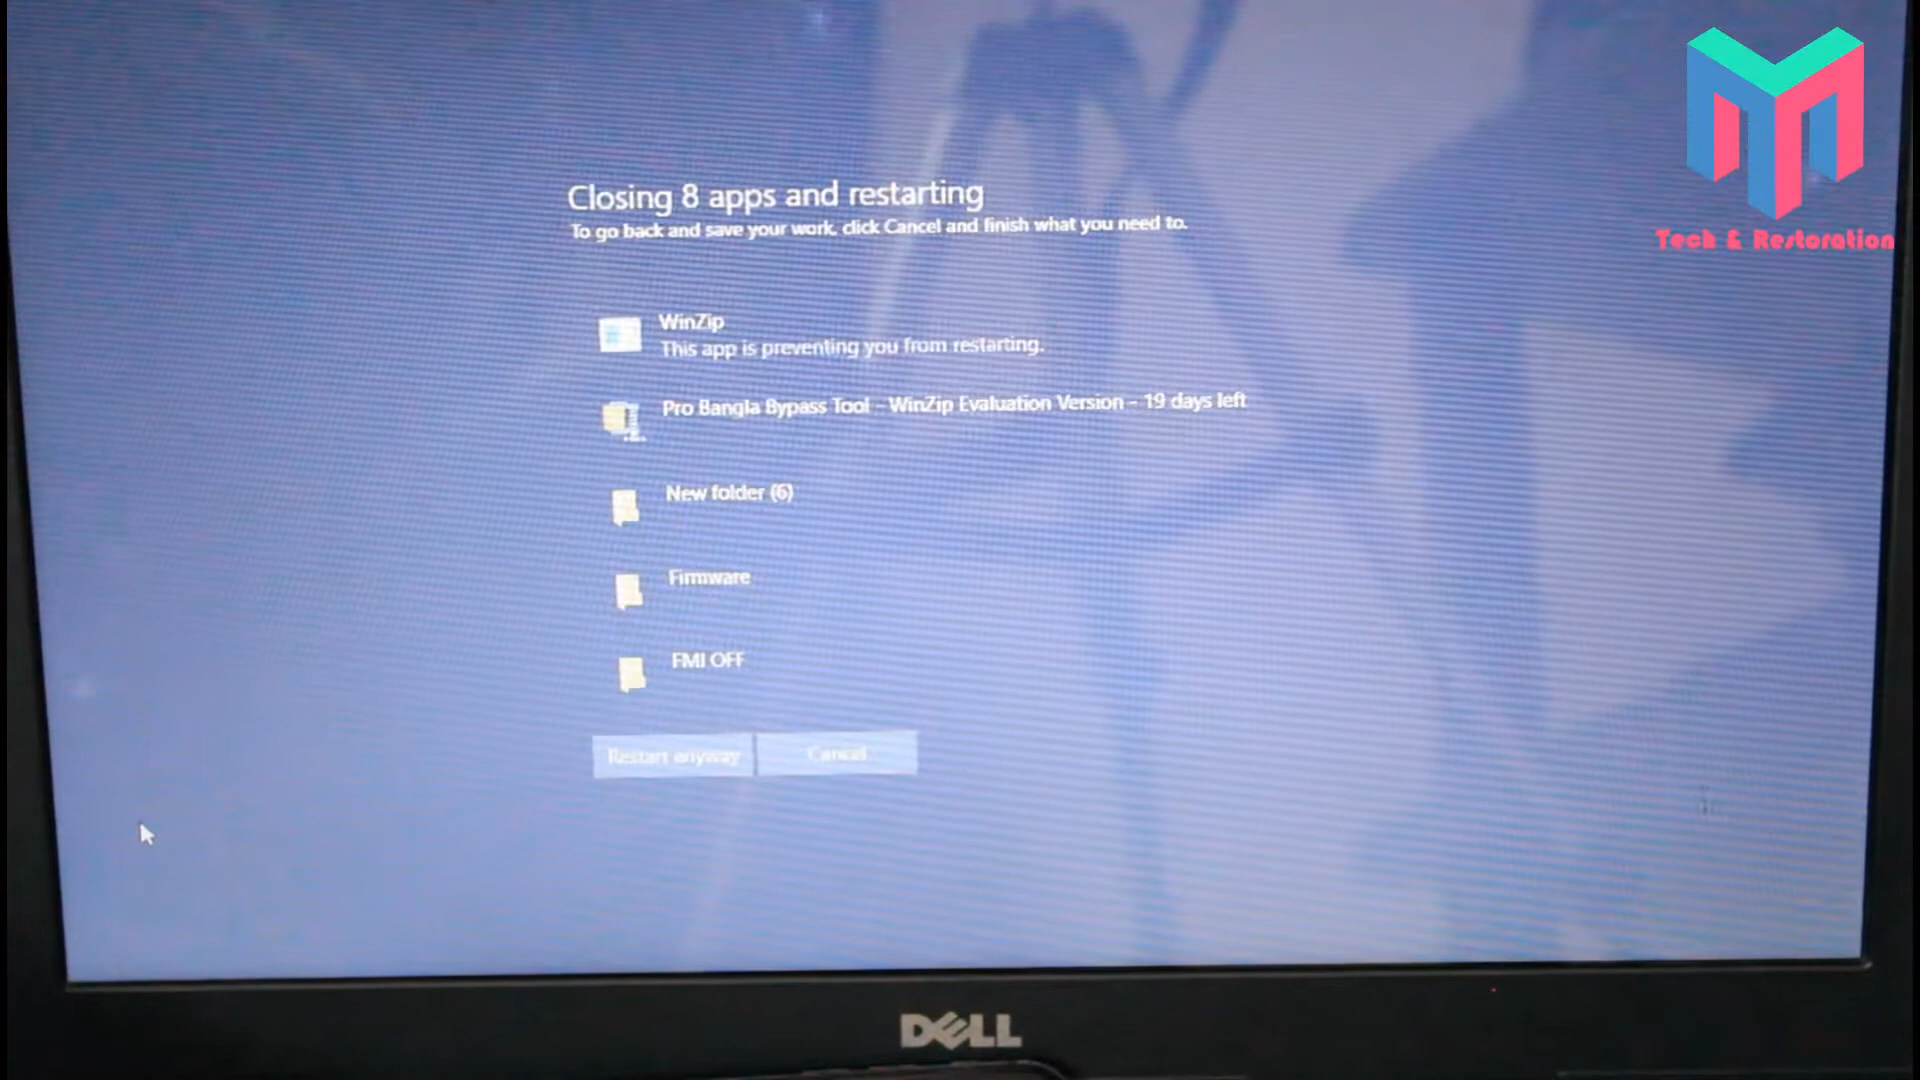 Tech & Restoration
Closing 8 apps and restarting
To go back and save your work, click Cancel and finish what you need to.
WinZip
This app is preventing you from restarting.
Pro Bangla Bypass Tool - WinZip Evaluation Version - 19 days left
New folder (6)
Firmware
FMI OFF
Restart anyway
Cancel
DELL